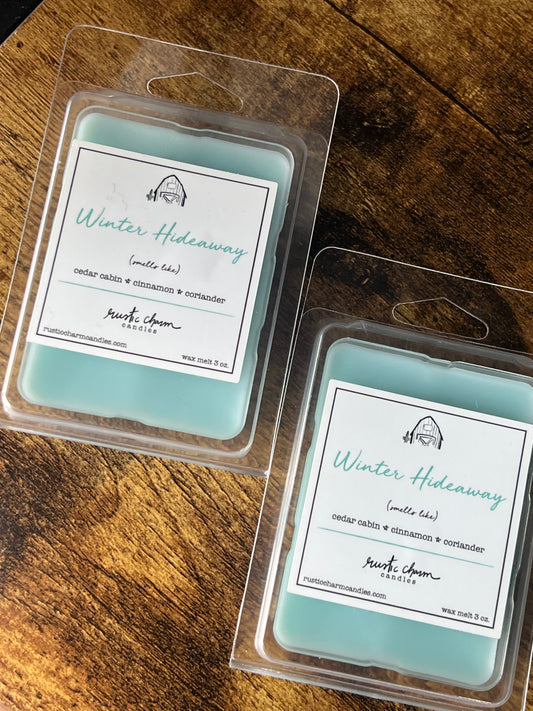 Winter Hideaway
(smells like)
cedar cabin * cinnamon * coriander
rustic charm
candles
rusticcharmcandles.com
wax melt 3 oz.
Winter Hideaway
(smells like)
cedar cabin * cinnamon * coriander
rustic charm
candles
rusticcharmcandles.com
wax melt 3 oz.